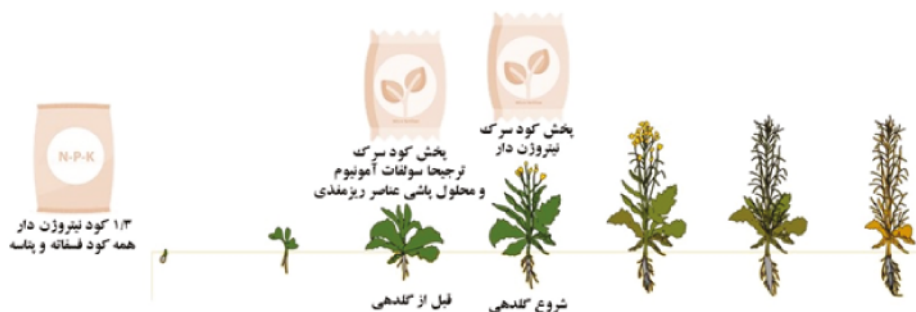 پخش کود سرک
نیتروژن دار
پخش کود سرک
ترجیحا سولفات آمونیوم
و محلول پاشی عناصر ریزمغذی
N-P-K
۱/۳ کود نیتروژن دار
همه کود فسفاته و پتاسه
قبل از گلدهی
شروع گلدهی